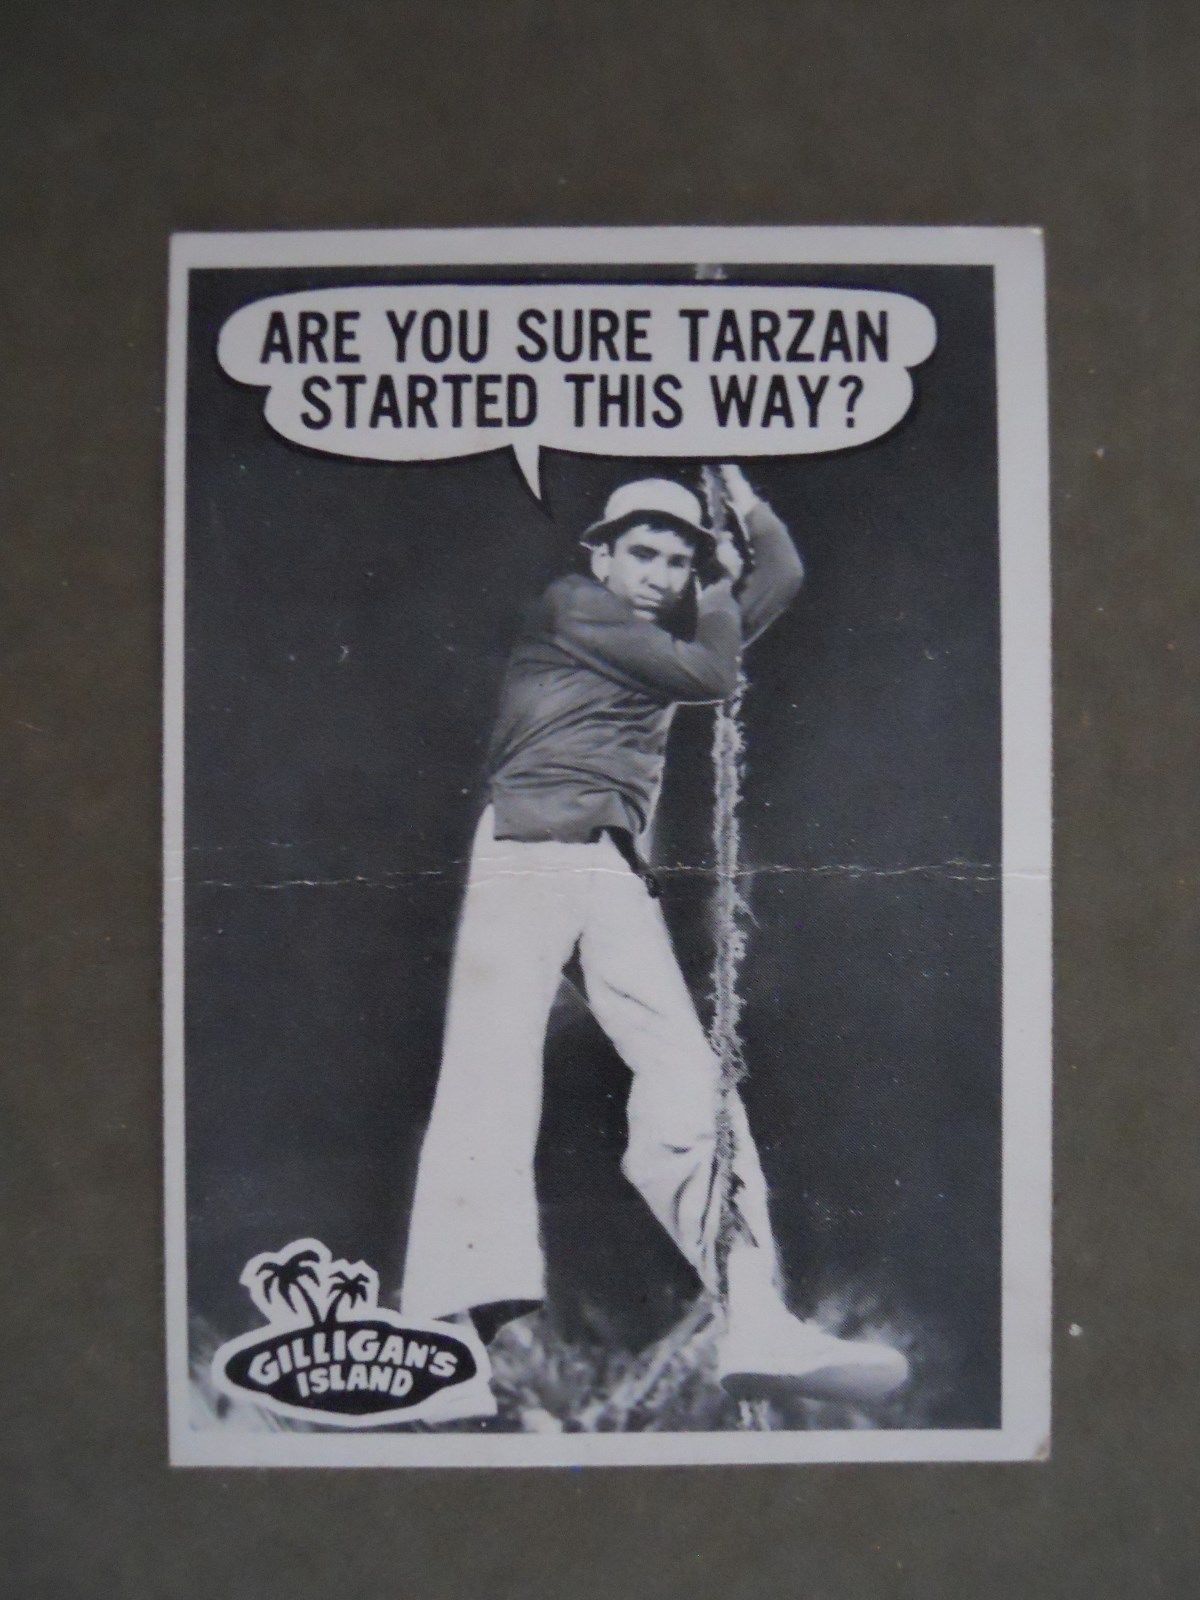 ARE YOU SURE TARZAN
STARTED THIS WAY?
GILLIGAN'S
ISLAND